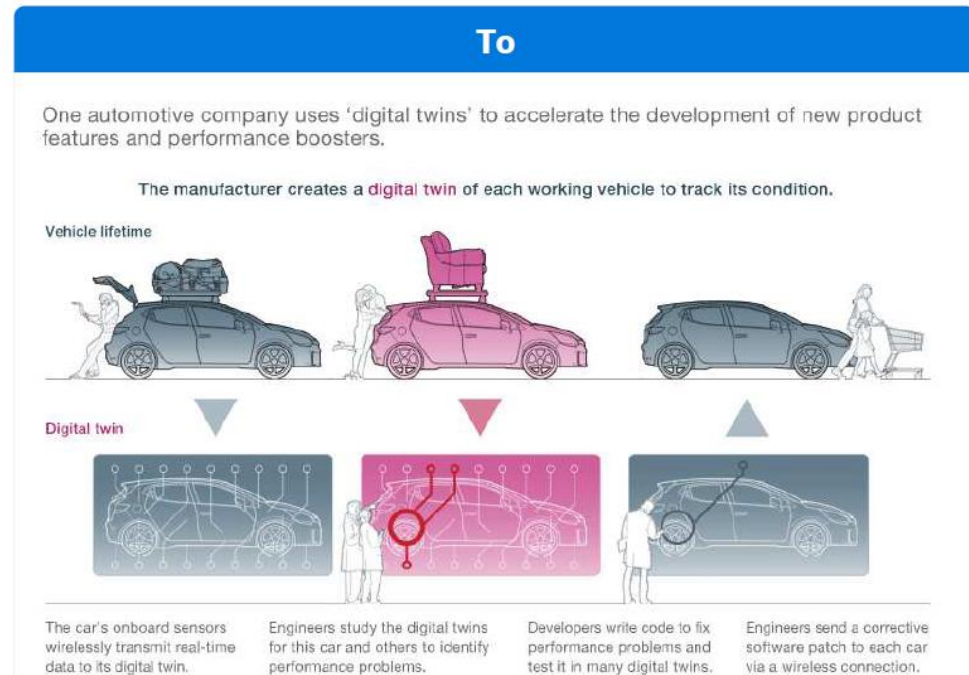 To
One automotive company uses ‘digital twins’ to accelerate the development of new product
features and performance boosters.
The manufacturer creates a digital twin of each working vehicle to track its condition.
Vehicle lifetime
Digital twin
The car's onboard sensors
wirelessly transmit real-time
data to its digital twin.
Engineers study the digital twins
for this car and others to identify
performance problems.
Developers write code to fix
performance problems and
test it in many digital twins.
Engineers send a corrective
software patch to each car
via a wireless connection.